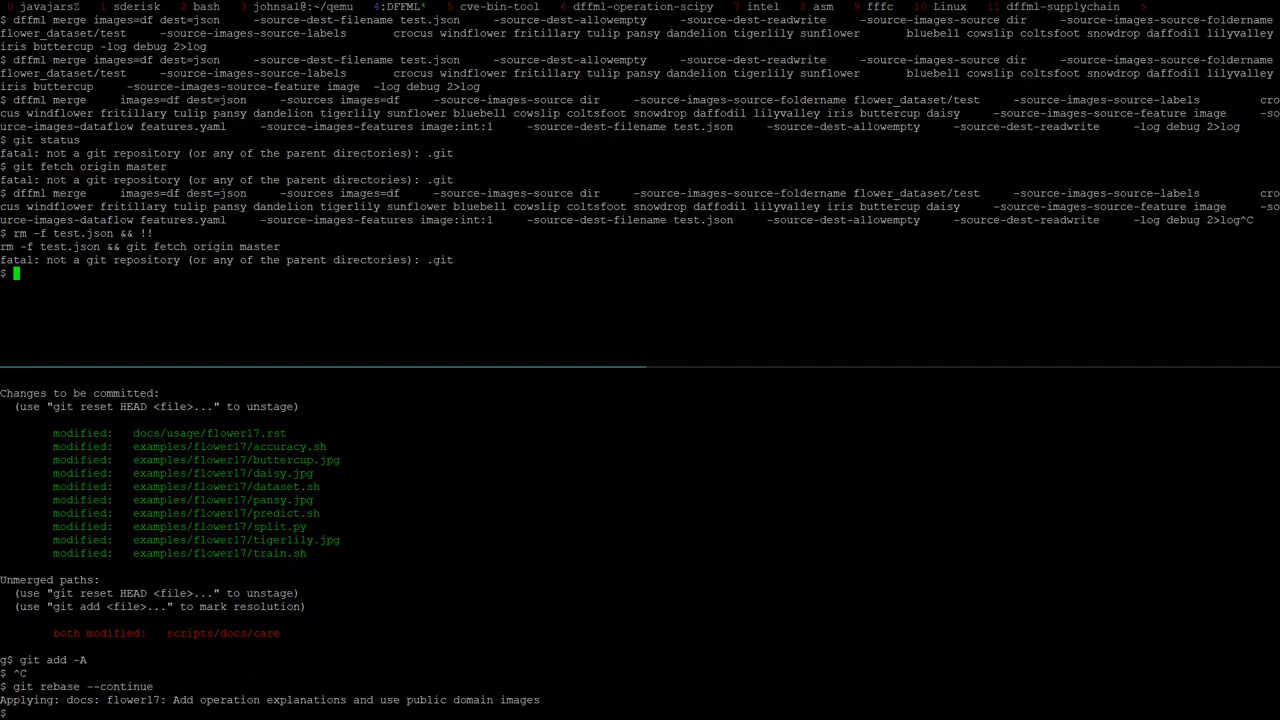 0 javajarsZ   1 sderisk   2 bash   3 johnsal@:~/qemu   4:DFFML*   5 cve-bin-tool   6 dffml-operation-scipy   7 intel   8 asm   9 fffc   10 Linux   11 dffml-supplychain   >
$ dffml merge images=df dest=json     -source-dest-filename test.json     -source-dest-allowempty     -source-dest-readwrite     -source-images-source dir     -source-images-source-foldername
flower_dataset/test     -source-images-source-labels       crocus windflower fritillary tulip pansy dandelion tigerlily sunflower       bluebell cowslip coltsfoot snowdrop daffodil lilyvalley
iris buttercup -log debug 2>log
$ dffml merge images=df dest=json     -source-dest-filename test.json     -source-dest-allowempty     -source-dest-readwrite     -source-images-source dir     -source-images-source-foldername
flower_dataset/test     -source-images-source-labels       crocus windflower fritillary tulip pansy dandelion tigerlily sunflower       bluebell cowslip coltsfoot snowdrop daffodil lilyvalley
iris buttercup     -source-images-source-feature image  -log debug 2>log
$ dffml merge     images=df dest=json     -sources images=df     -source-images-source dir     -source-images-source-foldername flower_dataset/test     -source-images-source-labels         cro
cus windflower fritillary tulip pansy dandelion tigerlily sunflower bluebell cowslip coltsfoot snowdrop daffodil lilyvalley iris buttercup daisy   -source-images-source-feature image     -so
urce-images-dataflow features.yaml     -source-images-features image:int:1     -source-dest-filename test.json     -source-dest-allowempty     -source-dest-readwrite     -log debug 2>log
$ git status
fatal: not a git repository (or any of the parent directories): .git
$ git fetch origin master
fatal: not a git repository (or any of the parent directories): .git
$ dffml merge     images=df dest=json     -sources images=df     -source-images-source dir     -source-images-source-foldername flower_dataset/test     -source-images-source-labels         cro
cus windflower fritillary tulip pansy dandelion tigerlily sunflower bluebell cowslip coltsfoot snowdrop daffodil lilyvalley iris buttercup daisy   -source-images-source-feature image     -so
urce-images-dataflow features.yaml     -source-images-features image:int:1     -source-dest-filename test.json     -source-dest-allowempty     -source-dest-readwrite     -log debug 2>log^C
$ rm -f test.json && !!
rm -f test.json && git fetch origin master
fatal: not a git repository (or any of the parent directories): .git
$
Changes to be committed:
  (use "git reset HEAD <file>..." to unstage)
        modified:   docs/usage/flower17.rst
        modified:   examples/flower17/accuracy.sh
        modified:   examples/flower17/buttercup.jpg
        modified:   examples/flower17/daisy.jpg
        modified:   examples/flower17/dataset.sh
        modified:   examples/flower17/pansy.jpg
        modified:   examples/flower17/predict.sh
        modified:   examples/flower17/split.py
        modified:   examples/flower17/tigerlily.jpg
        modified:   examples/flower17/train.sh
Unmerged paths:
  (use "git reset HEAD <file>..." to unstage)
  (use "git add <file>..." to mark resolution)
        both modified:   scripts/docs/care
g$ git add -A
$ ^C
$ git rebase --continue
Applying: docs: flower17: Add operation explanations and use public domain images
$